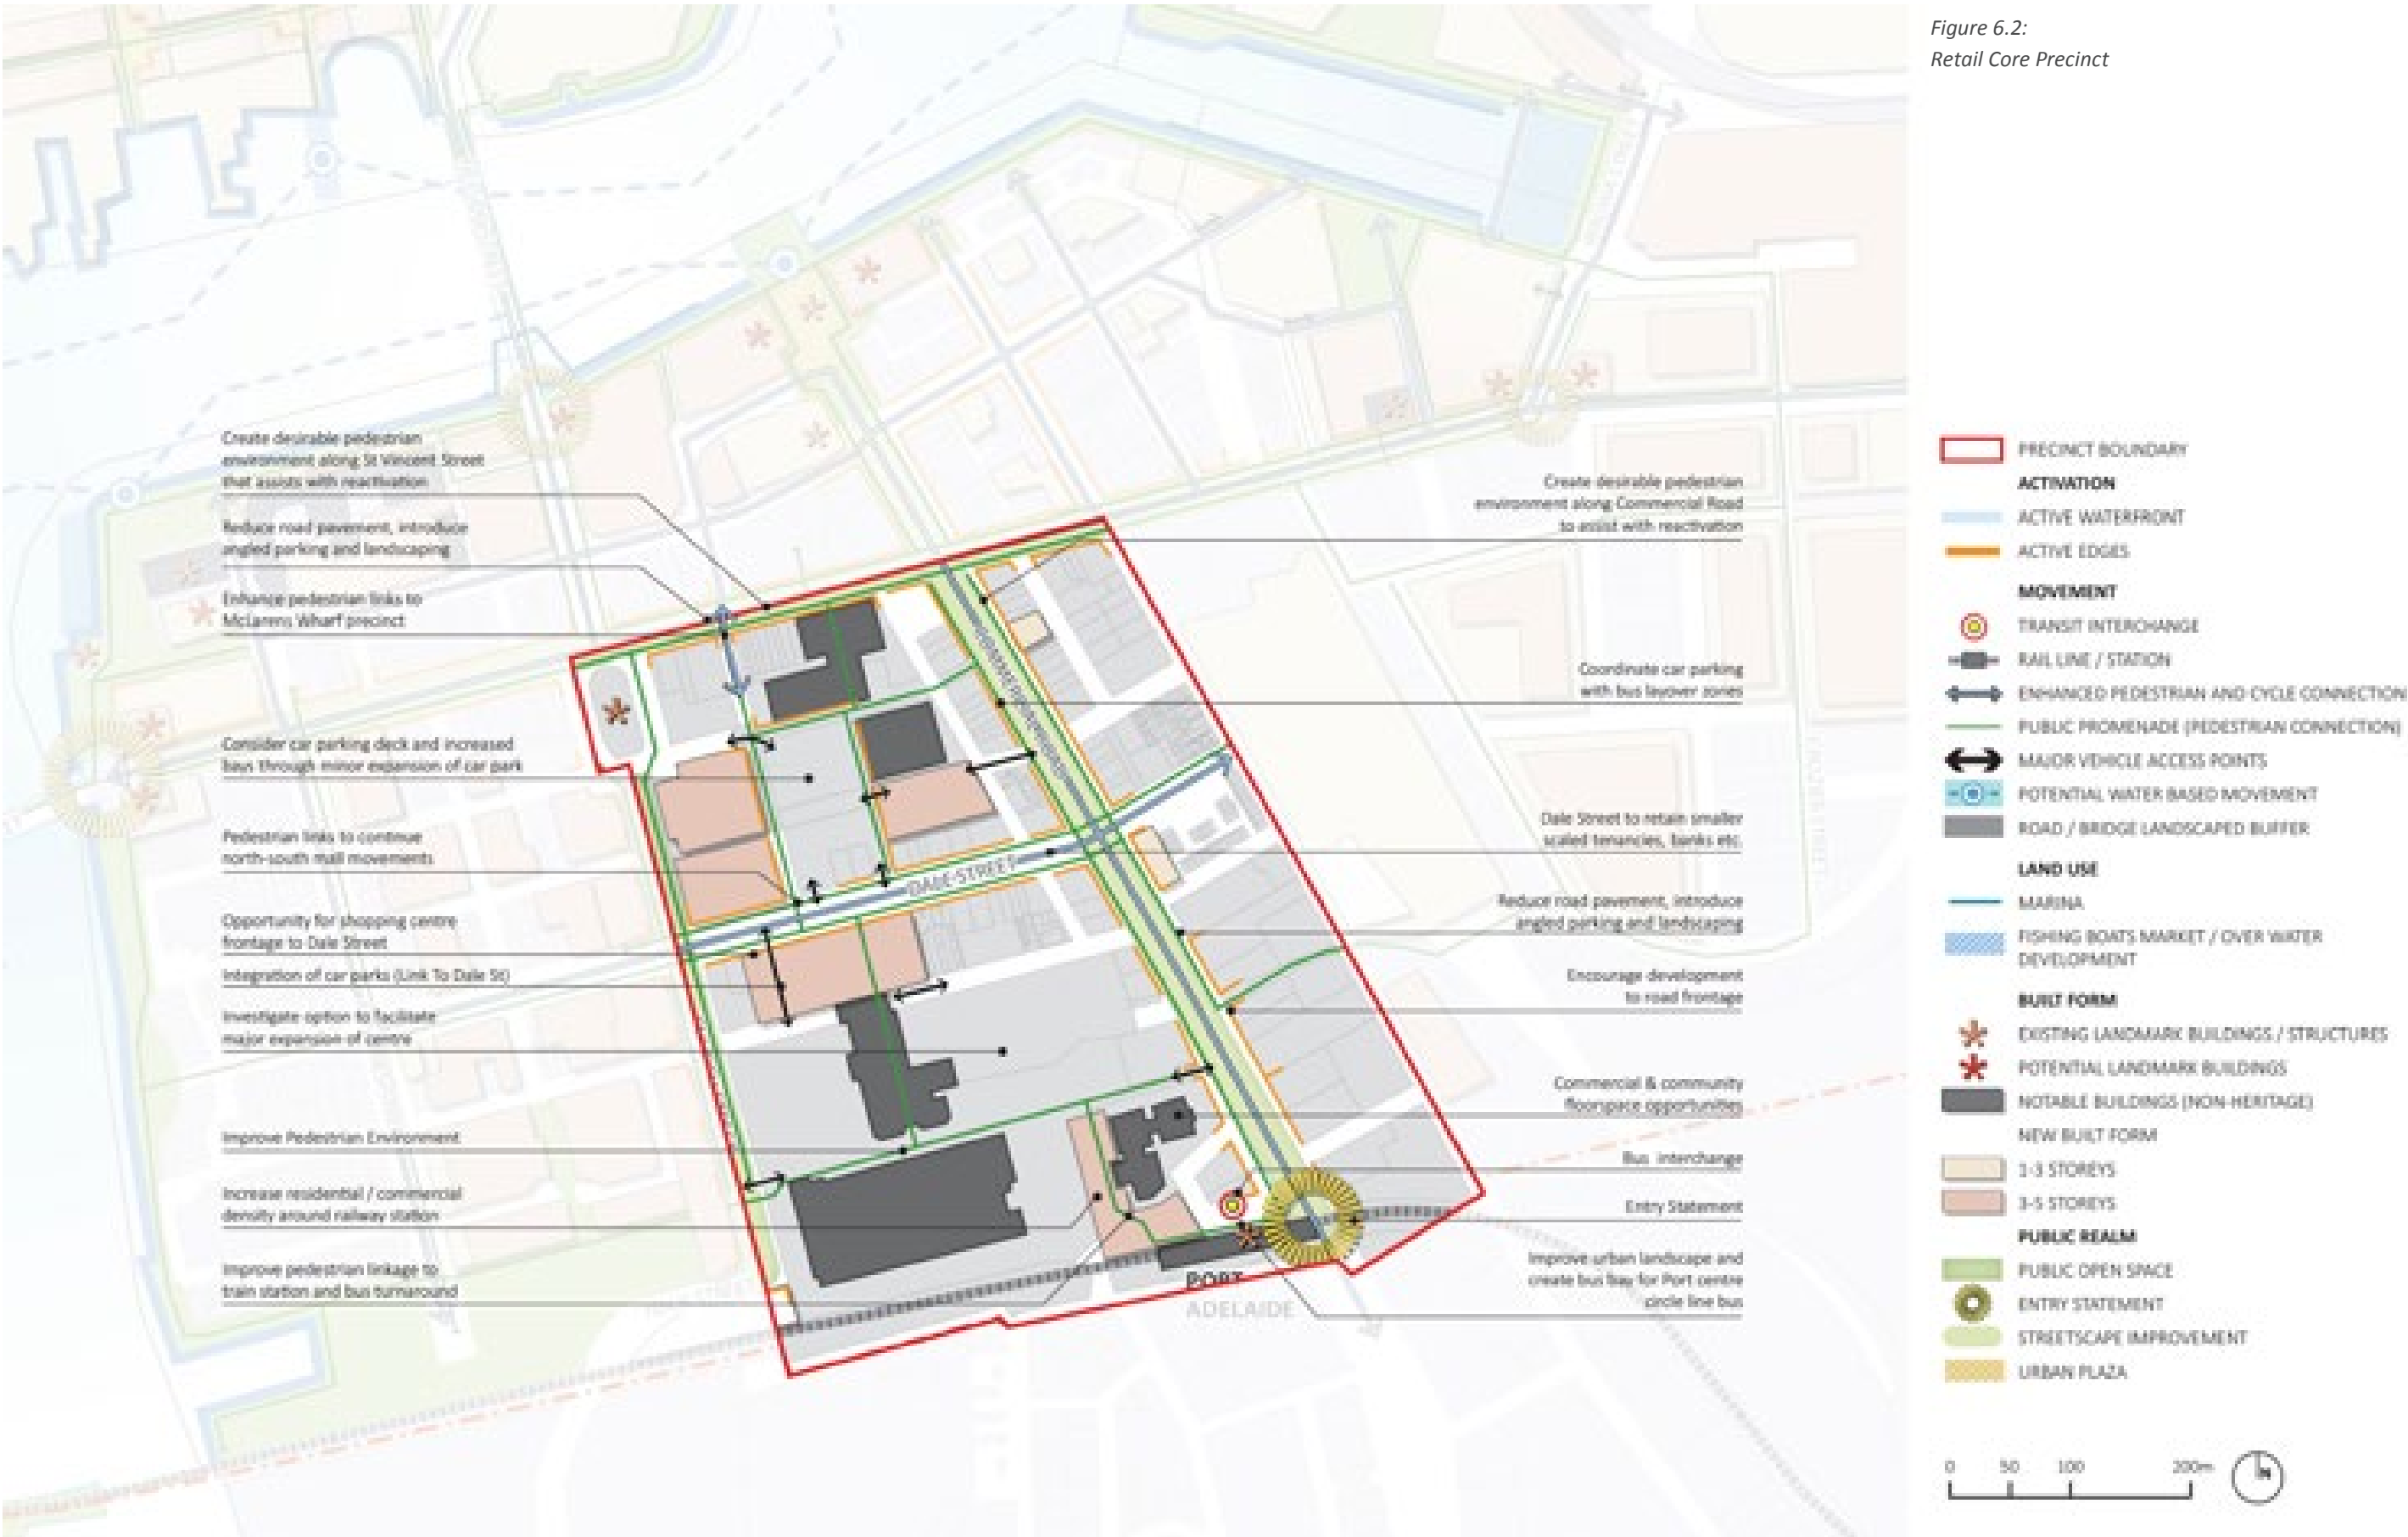 Figure 6.2:
Retail Core Precinct
Create desirable pedestrian
environment along St Vincent Street
that assists with reactivation
Reduce road pavement, introduce
angled parking and landscaping
Enhance pedestrian links to
McLarens Wharf precinct
Consider car parking deck and increased
bays through minor expansion of car park
Pedestrian links to continue
north-south mall movements
Opportunity for shopping centre
frontage to Dale Street
Integration of car parks (Link To Dale St)
Investigate option to facilitate
major expansion of centre
Improve Pedestrian Environment
Increase residential / commercial
density around railway station
Improve pedestrian linkage to
train station and bus turnaround
COMMERCIAL ROAD
DALE STREET
PORT
ADELAIDE
Create desirable pedestrian
environment along Commercial Road
to assist with reactivation
Coordinate car parking
with bus layover zones
Dale Street to retain smaller
scaled tenancies, banks etc.
Reduce road pavement, introduce
angled parking and landscaping
Encourage development
to road frontage
Commercial & community
floorspace opportunities
Bus interchange
Entry Statement
Improve urban landscape and
create bus bay for Port centre
circle line bus
PRECINCT BOUNDARY
ACTIVATION
ACTIVE WATERFRONT
ACTIVE EDGES
MOVEMENT
TRANSIT INTERCHANGE
RAIL LINE / STATION
ENHANCED PEDESTRIAN AND CYCLE CONNECTION
PUBLIC PROMENADE (PEDESTRIAN CONNECTION)
MAJOR VEHICLE ACCESS POINTS
POTENTIAL WATER BASED MOVEMENT
ROAD / BRIDGE LANDSCAPED BUFFER
LAND USE
MARINA
FISHING BOATS MARKET / OVER WATER
DEVELOPMENT
BUILT FORM
EXISTING LANDMARK BUILDINGS / STRUCTURES
POTENTIAL LANDMARK BUILDINGS
NOTABLE BUILDINGS (NON-HERITAGE)
NEW BUILT FORM
1-3 STOREYS
3-5 STOREYS
PUBLIC REALM
PUBLIC OPEN SPACE
ENTRY STATEMENT
STREETSCAPE IMPROVEMENT
URBAN PLAZA
0 50 100 200m
N